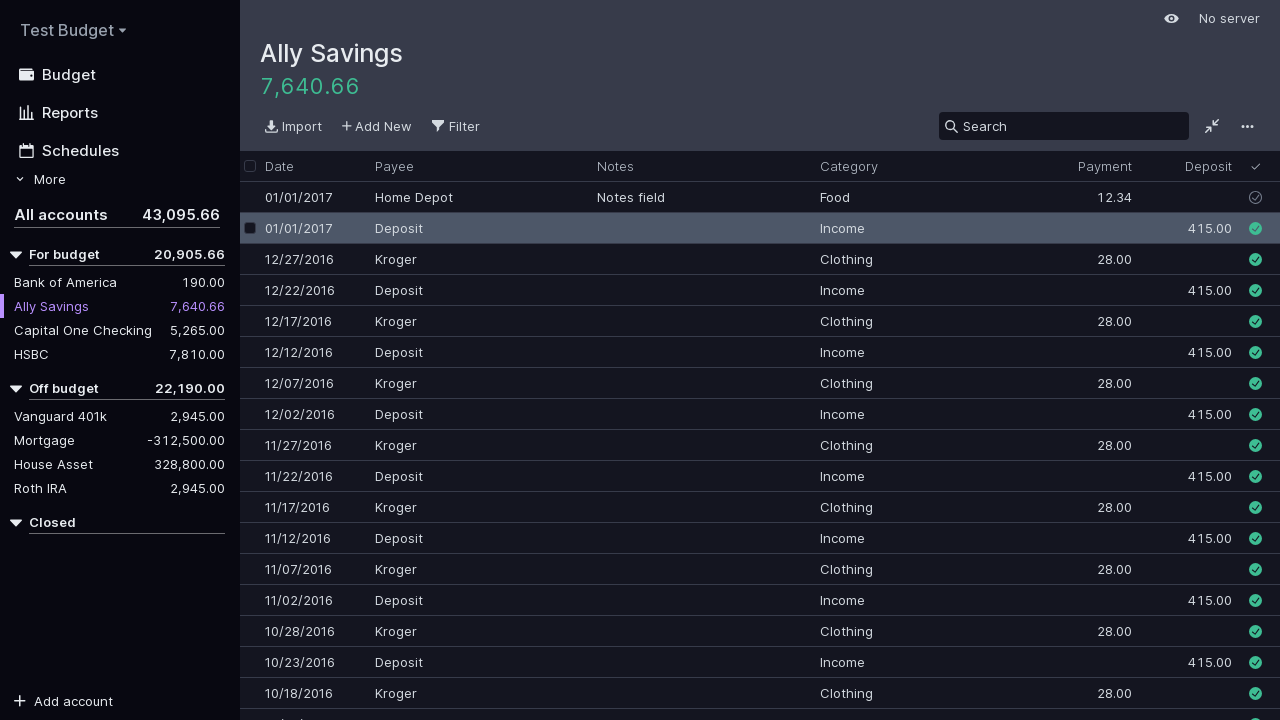 Test Budget
Budget
Reports
Schedules
More
All accounts 43,095.66
For budget 20,905.66
Bank of America 190.00
Ally Savings 7,640.66
Capital One Checking 5,265.00
HSBC 7,810.00
Off budget 22,190.00
Vanguard 401k 2,945.00
Mortgage -312,500.00
House Asset 328,800.00
Roth IRA 2,945.00
Closed
Add account
No server
Ally Savings
7,640.66
Import Add New Filter Search
Date Payee Notes Category Payment Deposit
01/01/2017 Home Depot Notes field Food 12.34
01/01/2017 Deposit Income 415.00
12/27/2016 Kroger Clothing 28.00
12/22/2016 Deposit Income 415.00
12/17/2016 Kroger Clothing 28.00
12/12/2016 Deposit Income 415.00
12/07/2016 Kroger Clothing 28.00
12/02/2016 Deposit Income 415.00
11/27/2016 Kroger Clothing 28.00
11/22/2016 Deposit Income 415.00
11/17/2016 Kroger Clothing 28.00
11/12/2016 Deposit Income 415.00
11/07/2016 Kroger Clothing 28.00
11/02/2016 Deposit Income 415.00
10/28/2016 Kroger Clothing 28.00
10/23/2016 Deposit Income 415.00
10/18/2016 Kroger Clothing 28.00